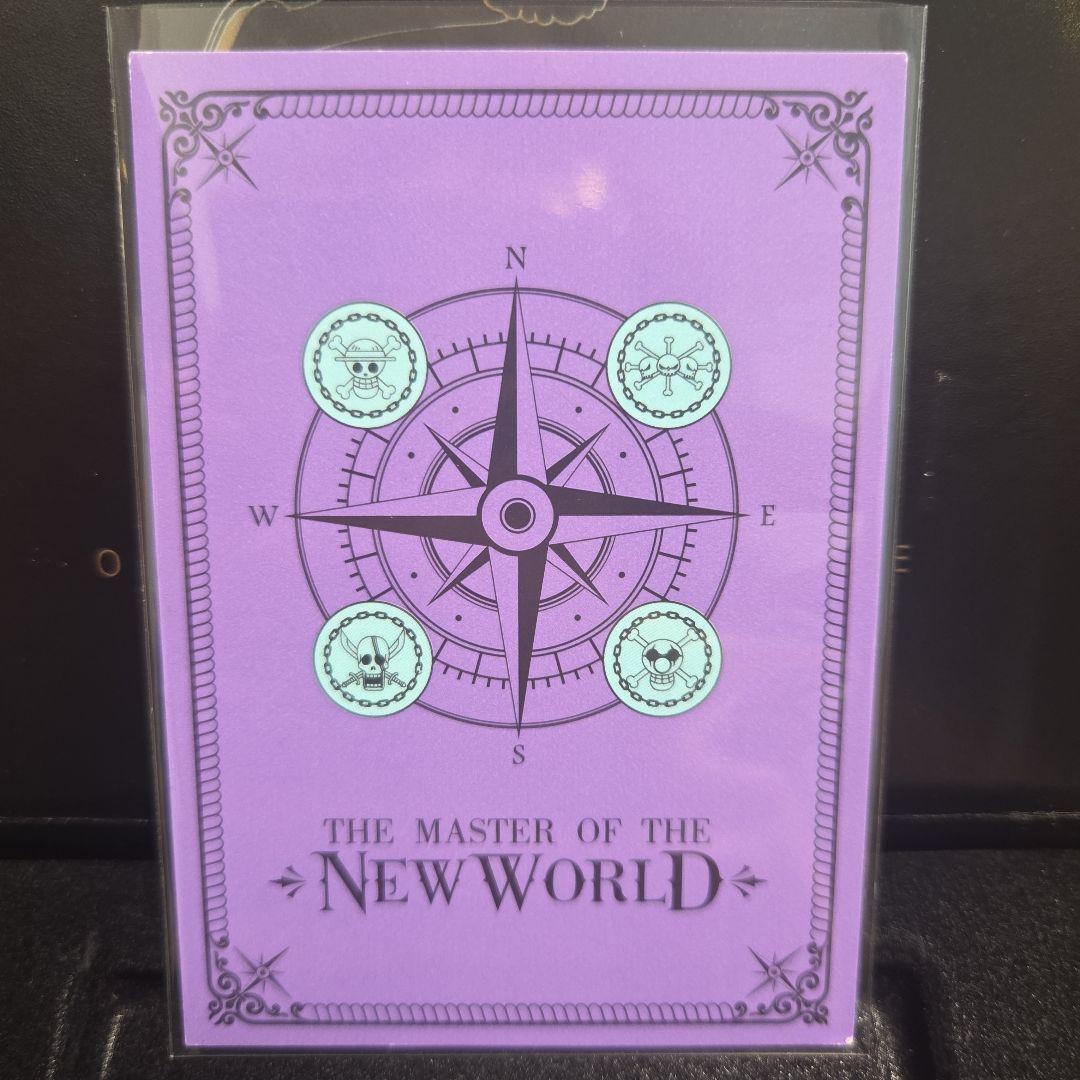 N
W E
S
THE MASTER OF THE
NEW WORLD
O E